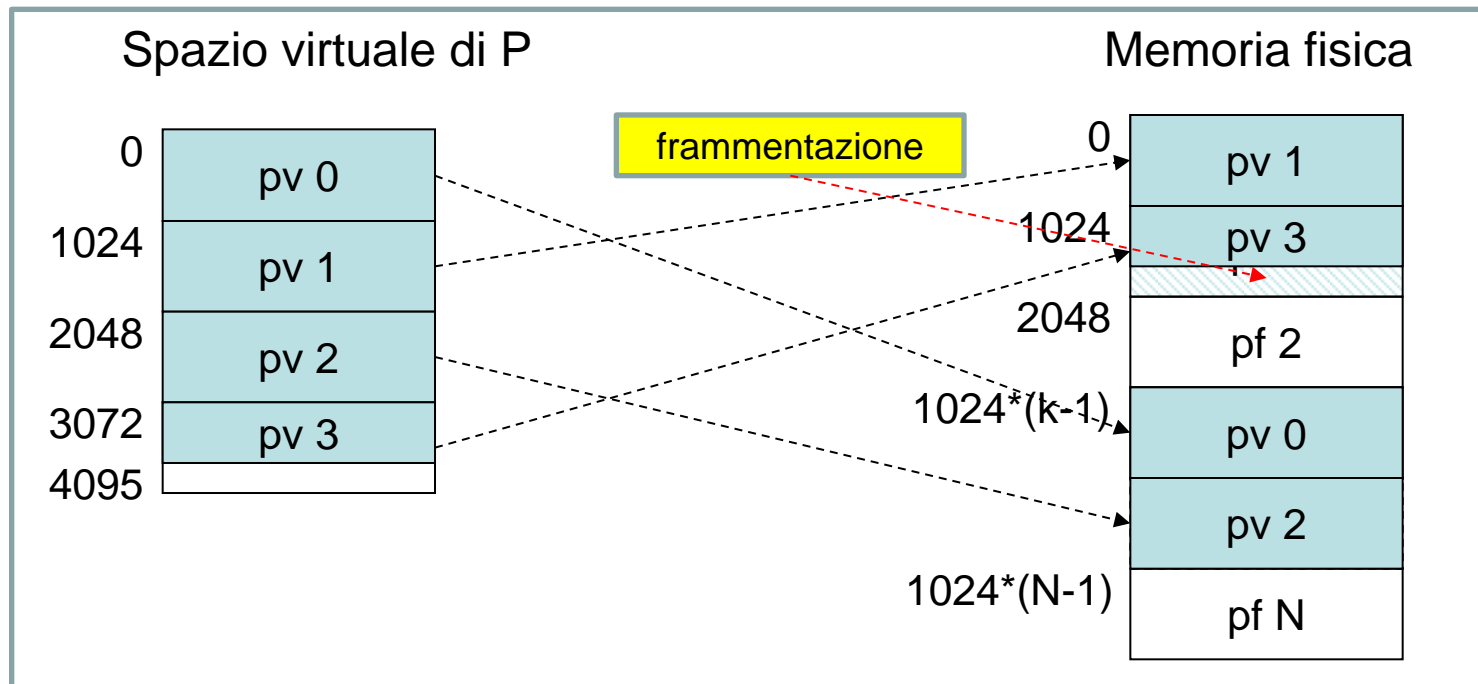 Spazio virtuale di P
Memoria fisica
frammentazione
0
pv 0
1024
pv 1
2048
pv 2
3072
pv 3
4095
0
pv 1
1024
pv 3
2048
pf 2
1024*(k-1)
pv 0
pv 2
1024*(N-1)
pf N